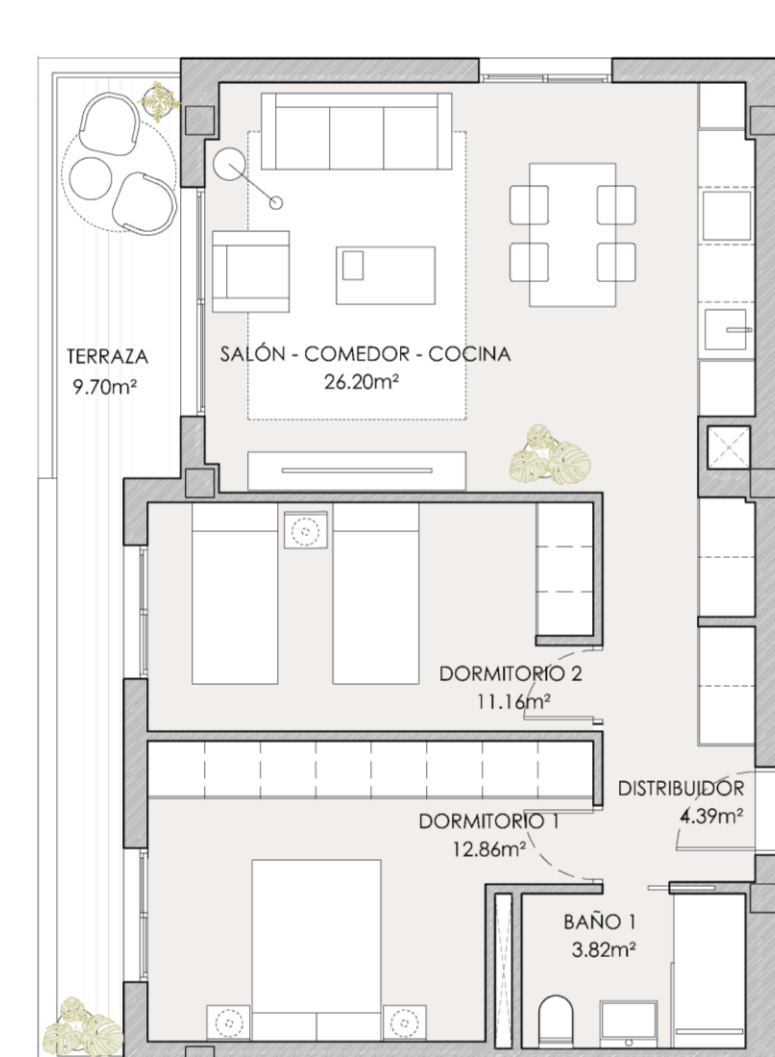 TERRAZA
9.70m²
SALÓN - COMEDOR - COCINA
26.20m²
DORMITORIO 2
11.16m²
DISTRIBUIDOR
4.39m²
DORMITORIO 1
12.86m²
BAÑO 1
3.82m²